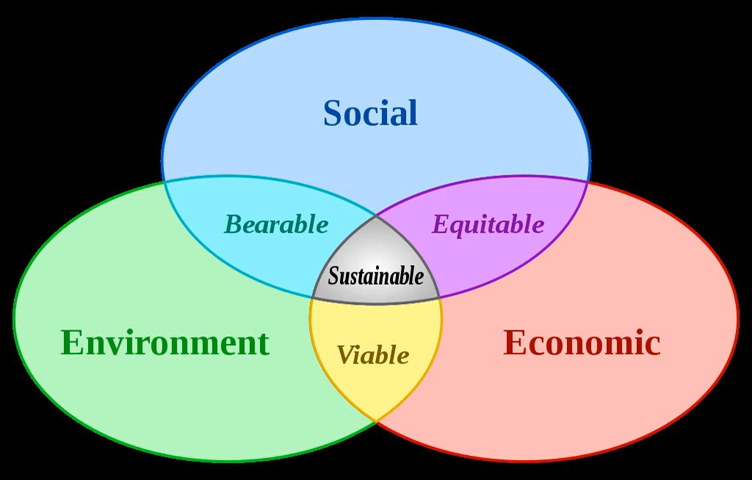 Social
Bearable
Equitable
Sustainable
Environment
Viable
Economic